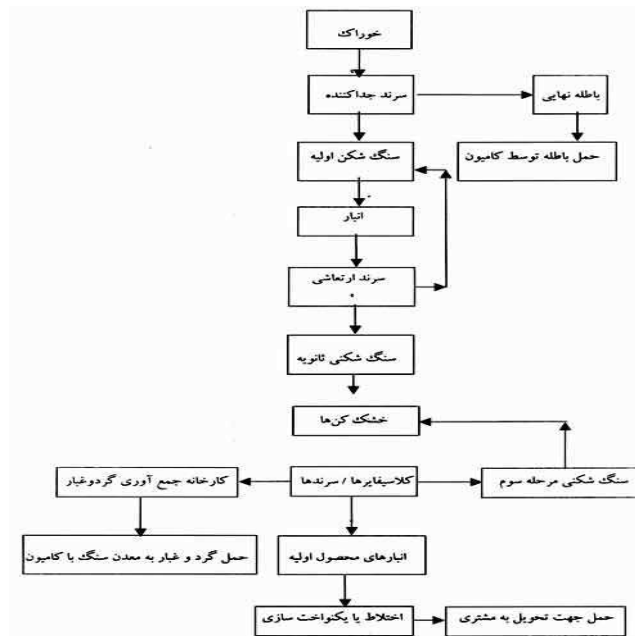 خوراک
سرند جداکننده
باطله نهایی
سنگ شکن اولیه
حمل باطله توسط کامیون
انبار
سرند ارتعاشی
سنگ شکنی ثانویه
خشک کن‌ها
کارخانه جمع آوری گردوغبار
کلاسیفایرها / سرندها
سنگ شکنی مرحله سوم
حمل گرد و غبار به معدن سنگ با کامیون
انبارهای محصول اولیه
اختلاط یا یکنواخت سازی
حمل جهت تحویل به مشتری